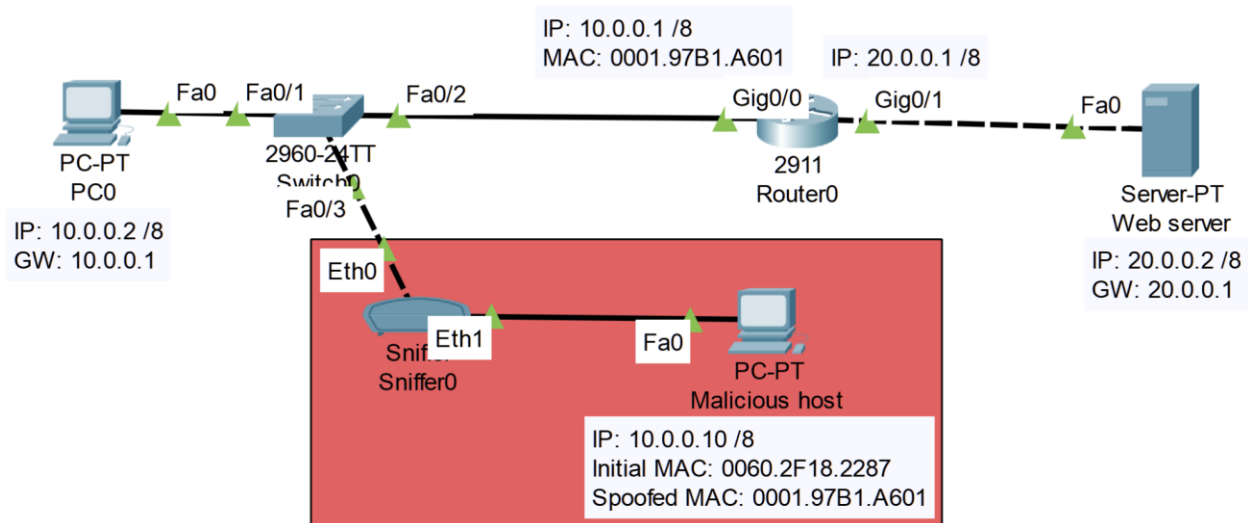 IP: 10.0.0.1 /8
MAC: 0001.97B1.A601
IP: 20.0.0.1 /8
Fa0
Fa0/1
Fa0/2
Gig0/0
Gig0/1
Fa0
PC-PT
PC0
2960-24TT
Switch0
Fa0/3
2911
Router0
Server-PT
Web server
IP: 10.0.0.2 /8
GW: 10.0.0.1
IP: 20.0.0.2 /8
GW: 20.0.0.1
Eth0
Eth1
Fa0
Sniffer0
PC-PT
Malicious host
IP: 10.0.0.10 /8
Initial MAC: 0060.2F18.2287
Spoofed MAC: 0001.97B1.A601